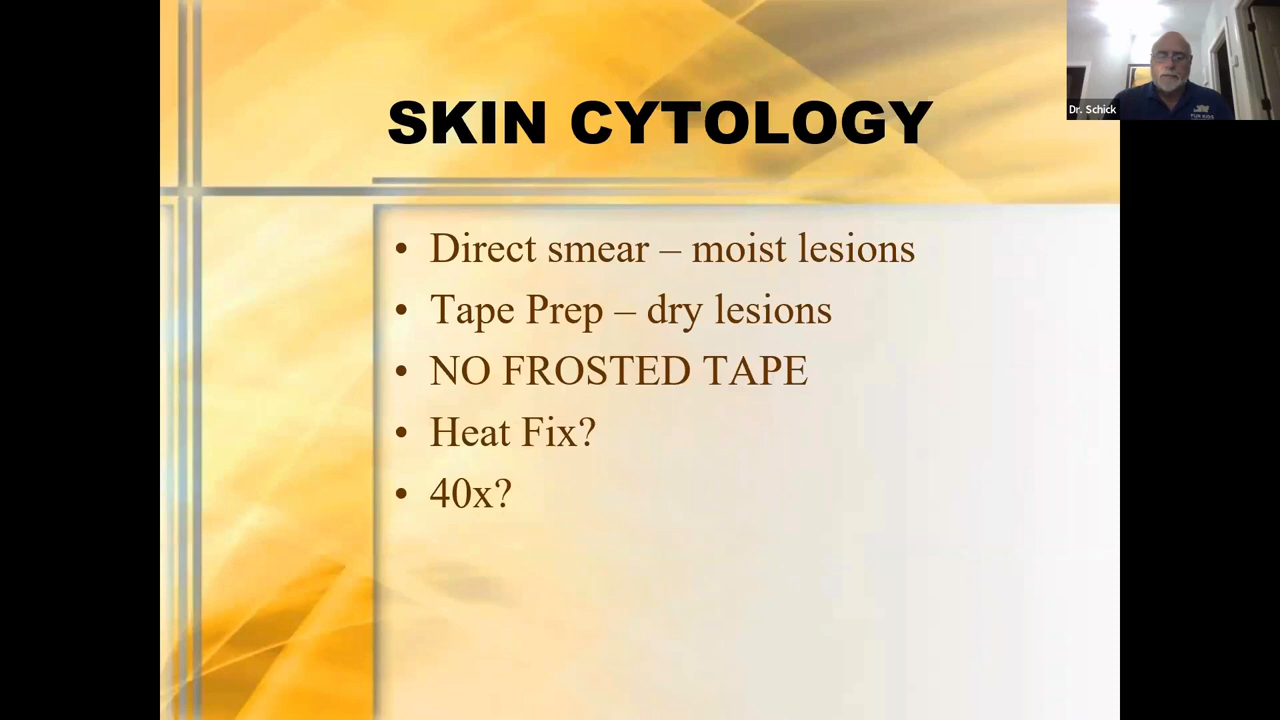 SKIN CYTOLOGY
• Direct smear – moist lesions
• Tape Prep – dry lesions
• NO FROSTED TAPE
• Heat Fix?
• 40x?
Dr. Schick